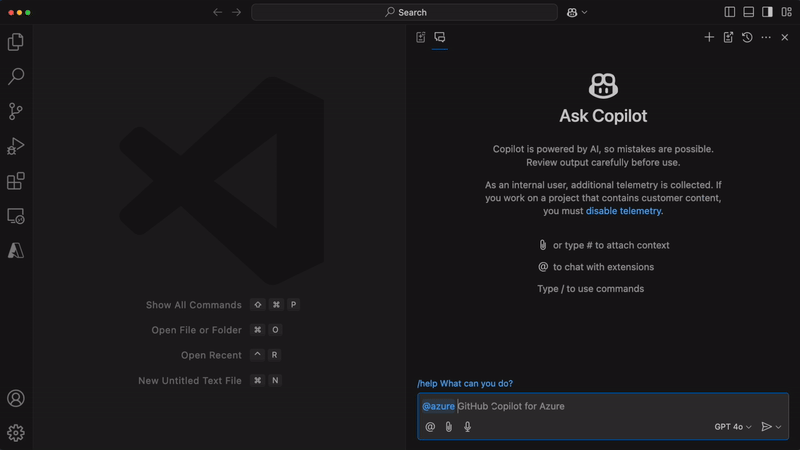 Search
Show All Commands ⇧ ⌘ P
Open File or Folder ⌘ O
Open Recent ^ R
New Untitled Text File ⌘ N
Ask Copilot
Copilot is powered by AI, so mistakes are possible.
Review output carefully before use.
As an internal user, additional telemetry is collected. If
you work on a project that contains customer content,
you must disable telemetry.
or type # to attach context
@ to chat with extensions
Type / to use commands
/help What can you do?
@azure GitHub Copilot for Azure
@ GPT 4o